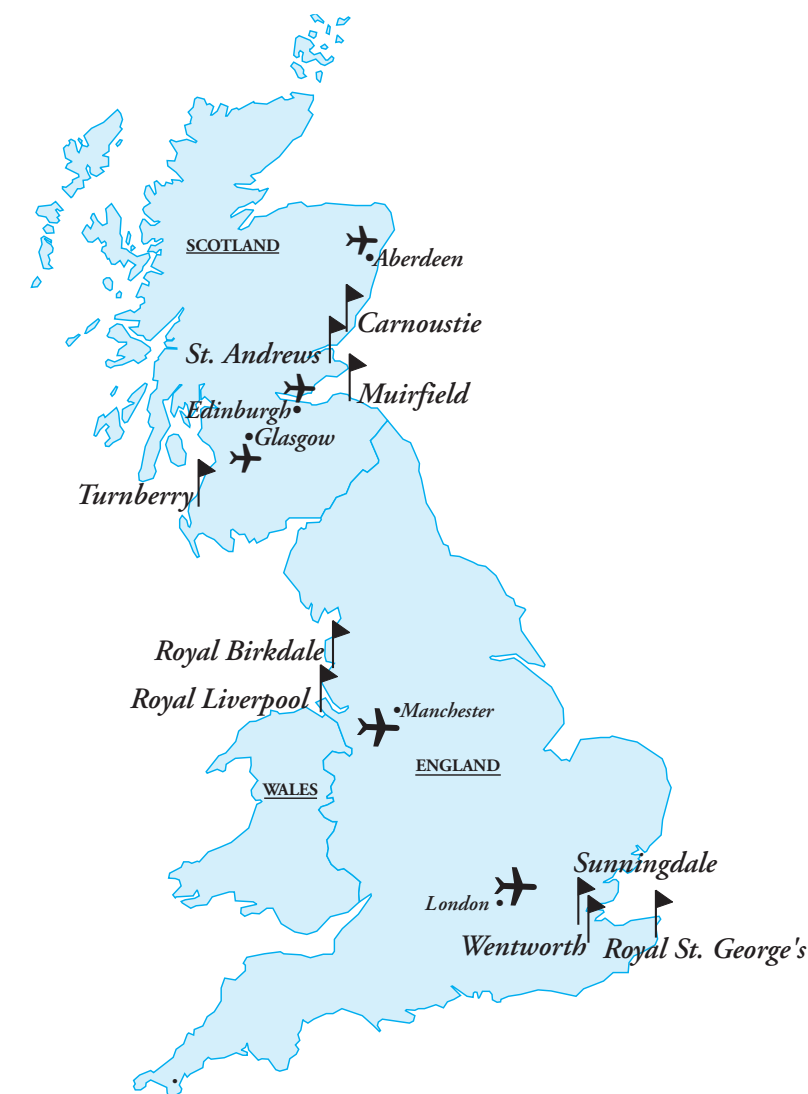 SCOTLAND
Aberdeen
Carnoustie
St. Andrews
Muirfield
Edinburgh
Glasgow
Turnberry
Royal Birkdale
Royal Liverpool
Manchester
ENGLAND
WALES
Sunningdale
London
Wentworth
Royal St. George's